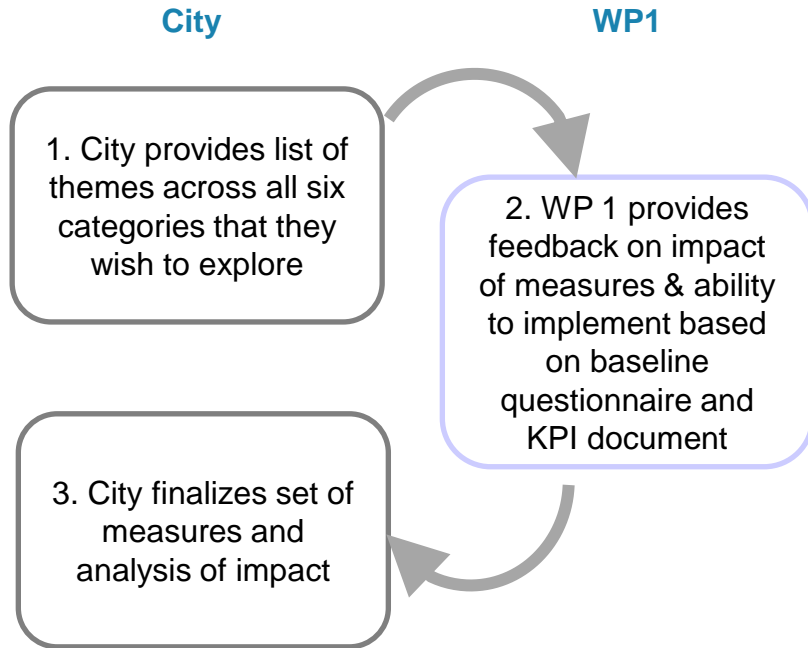 City
WP1
1. City provides list of
themes across all six
categories that they
wish to explore
2. WP 1 provides
feedback on impact
of measures & ability
to implement based
on baseline
questionnaire and
KPI document
3. City finalizes set of
measures and
analysis of impact